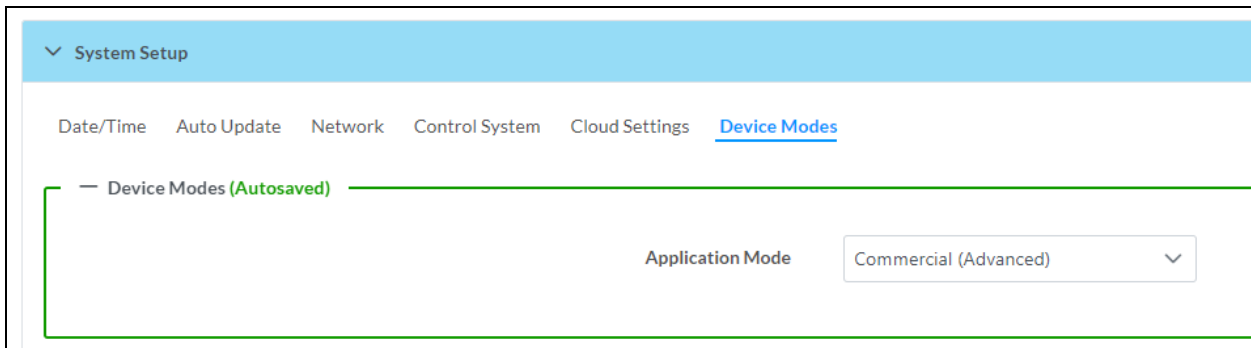 System Setup
Date/Time Auto Update Network Control System Cloud Settings Device Modes
Device Modes (Autosaved)
Application Mode Commercial (Advanced)